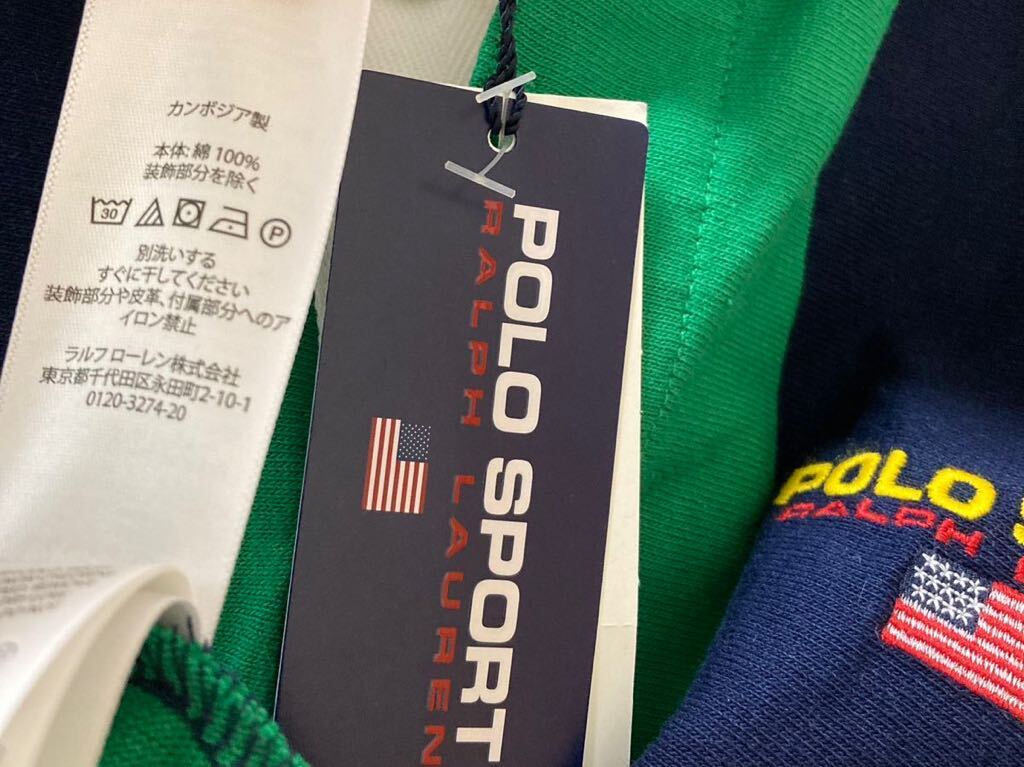 カンボジア製
本体: 綿 100%
装飾部分を除く
30
P
別洗いする
すぐに干してください
装飾部分や皮革、付属部分へのア
イロン禁止
ラルフ ローレン株式会社
東京都千代田区永田町2-10-1
0120-3274-20
POLO SPORT
RALPH LAUREN
POLO
RALPH